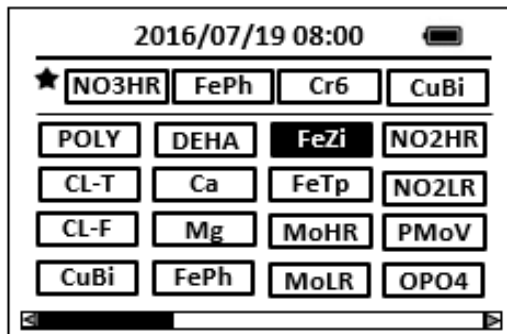 2016/07/19 08:00
NO3HR FePh Cr6 CuBi
POLY DEHA FeZi NO2HR
CL-T Ca FeTp NO2LR
CL-F Mg MoHR PMoV
CuBi FePh MoLR OPO4